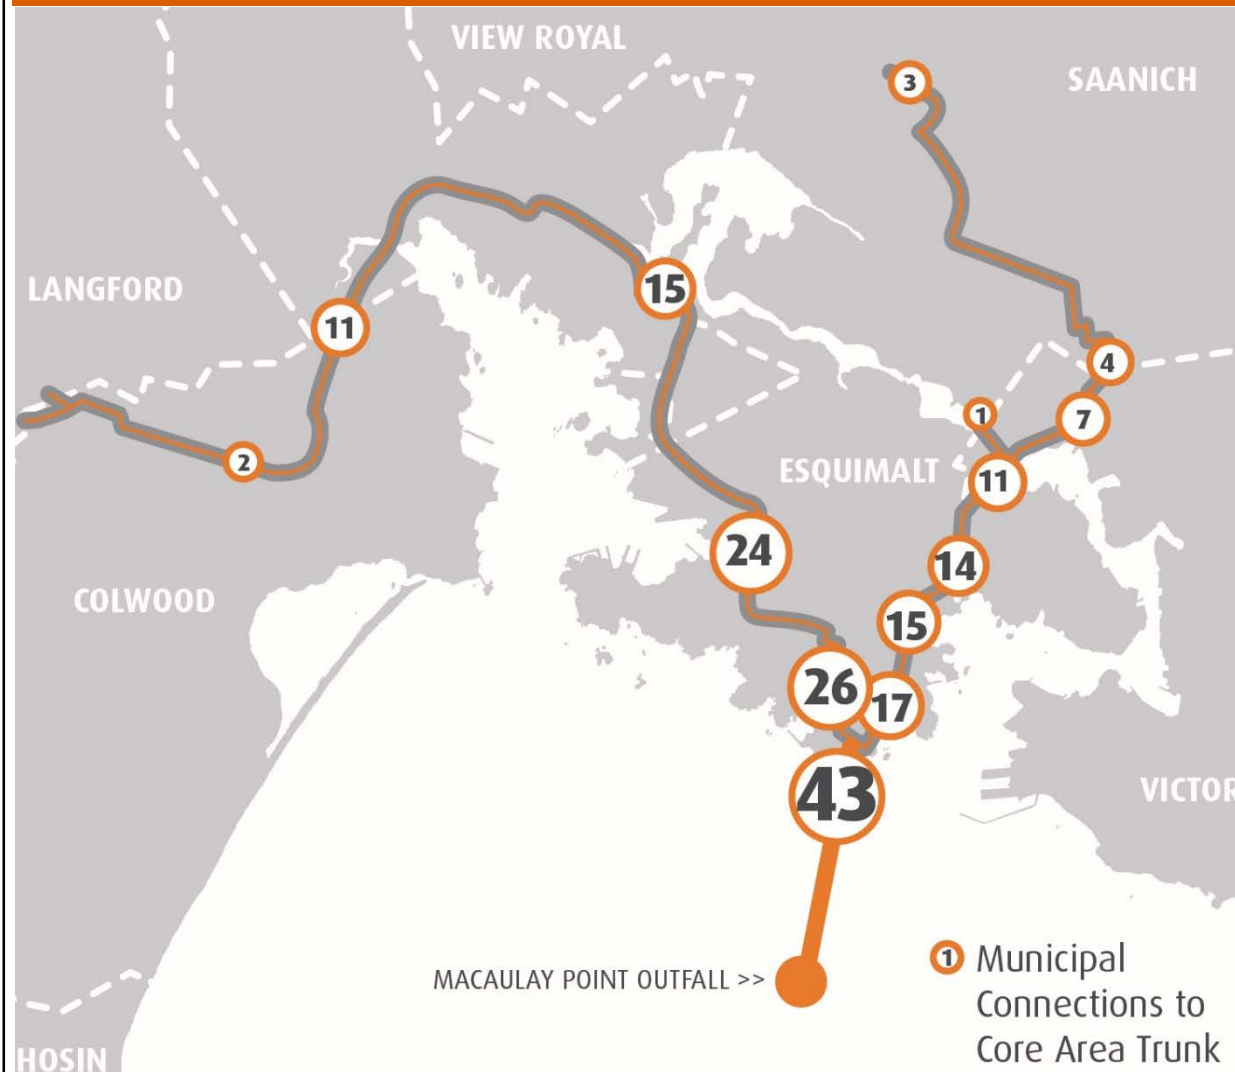 VIEW ROYAL
SAANICH
3
LANGFORD
15
11
4
1
7
2
ESQUIMALT
11
24
14
COLWOOD
15
26
17
43
VICTOR
MACAULAY POINT OUTFALL >>
1 Municipal
Connections to
Core Area Trunk
HOSIN